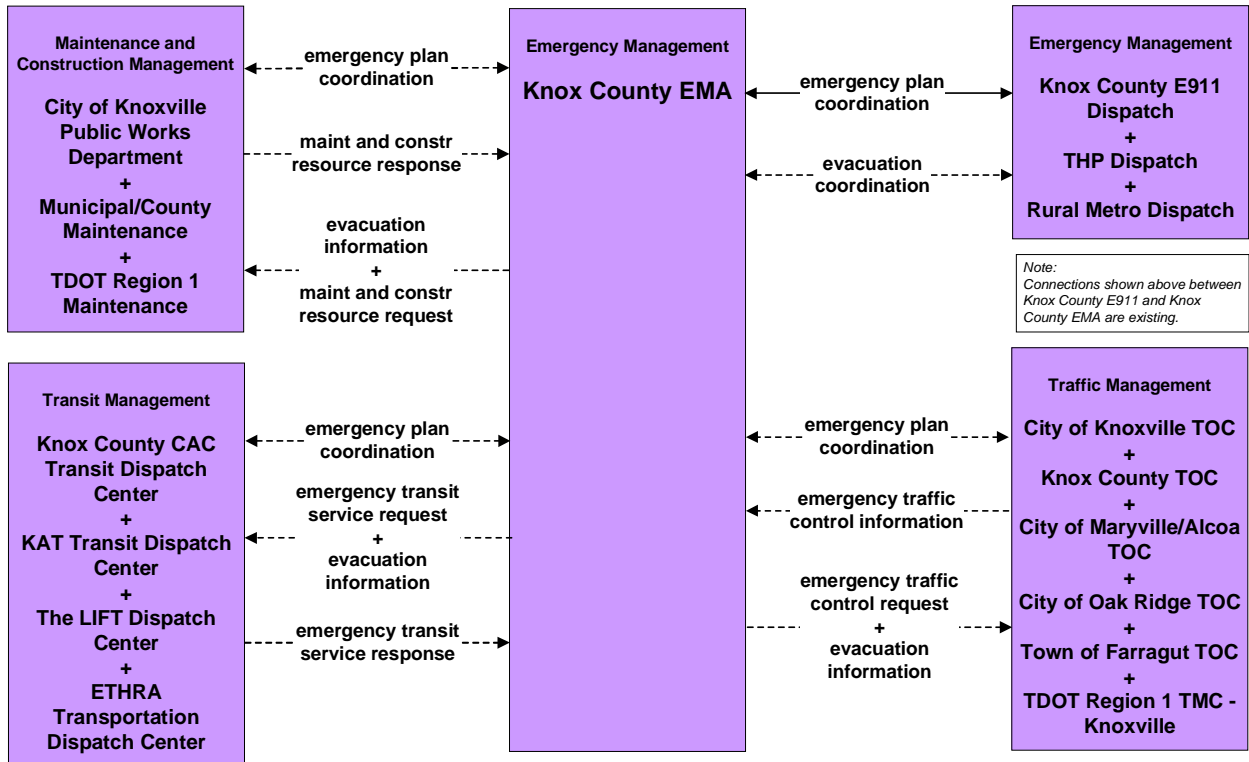 Maintenance and
Construction Management
City of Knoxville
Public Works
Department
+
Municipal/County
Maintenance
+
TDOT Region 1
Maintenance
emergency plan
coordination
maint and constr
resource response
evacuation
information
+
maint and constr
resource request
Transit Management
Knox County CAC
Transit Dispatch
Center
+
KAT Transit Dispatch
Center
+
The LIFT Dispatch
Center
+
ETHRA
Transportation
Dispatch Center
emergency plan
coordination
emergency transit
service request
+
evacuation
information
emergency transit
service response
Emergency Management
Knox County EMA
emergency plan
coordination
evacuation
coordination
Emergency Management
Knox County E911
Dispatch
+
THP Dispatch
+
Rural Metro Dispatch
Note:
Connections shown above between
Knox County E911 and Knox
County EMA are existing.
emergency plan
coordination
emergency traffic
control information
emergency traffic
control request
+
evacuation
information
Traffic Management
City of Knoxville TOC
+
Knox County TOC
+
City of Maryville/Alcoa
TOC
+
City of Oak Ridge TOC
+
Town of Farragut TOC
+
TDOT Region 1 TMC -
Knoxville